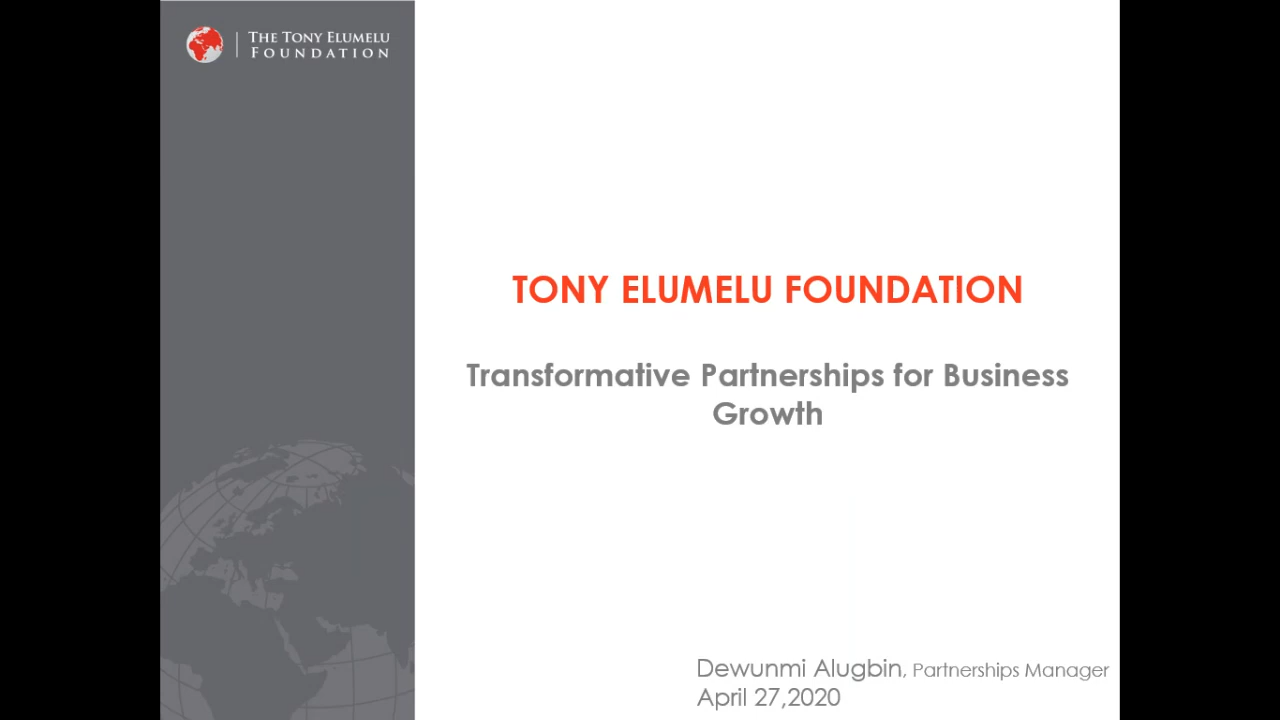 THE TONY ELUMELU
FOUNDATION
TONY ELUMELU FOUNDATION
Transformative Partnerships for Business
Growth
Dewunmi Alugbin, Partnerships Manager
April 27,2020